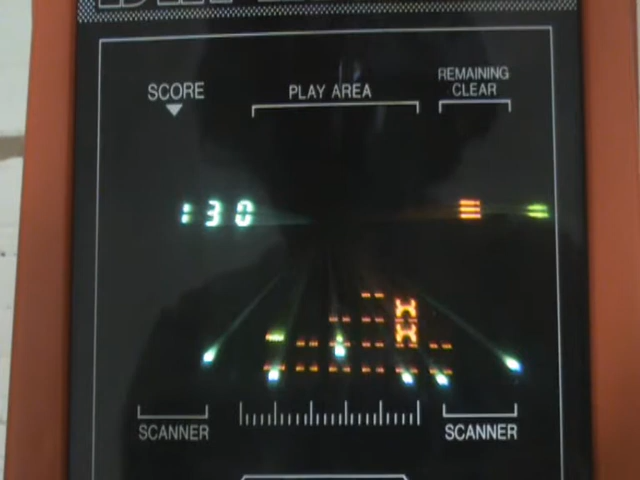 SCORE
PLAY AREA
REMAINING
CLEAR
130
SCANNER
SCANNER